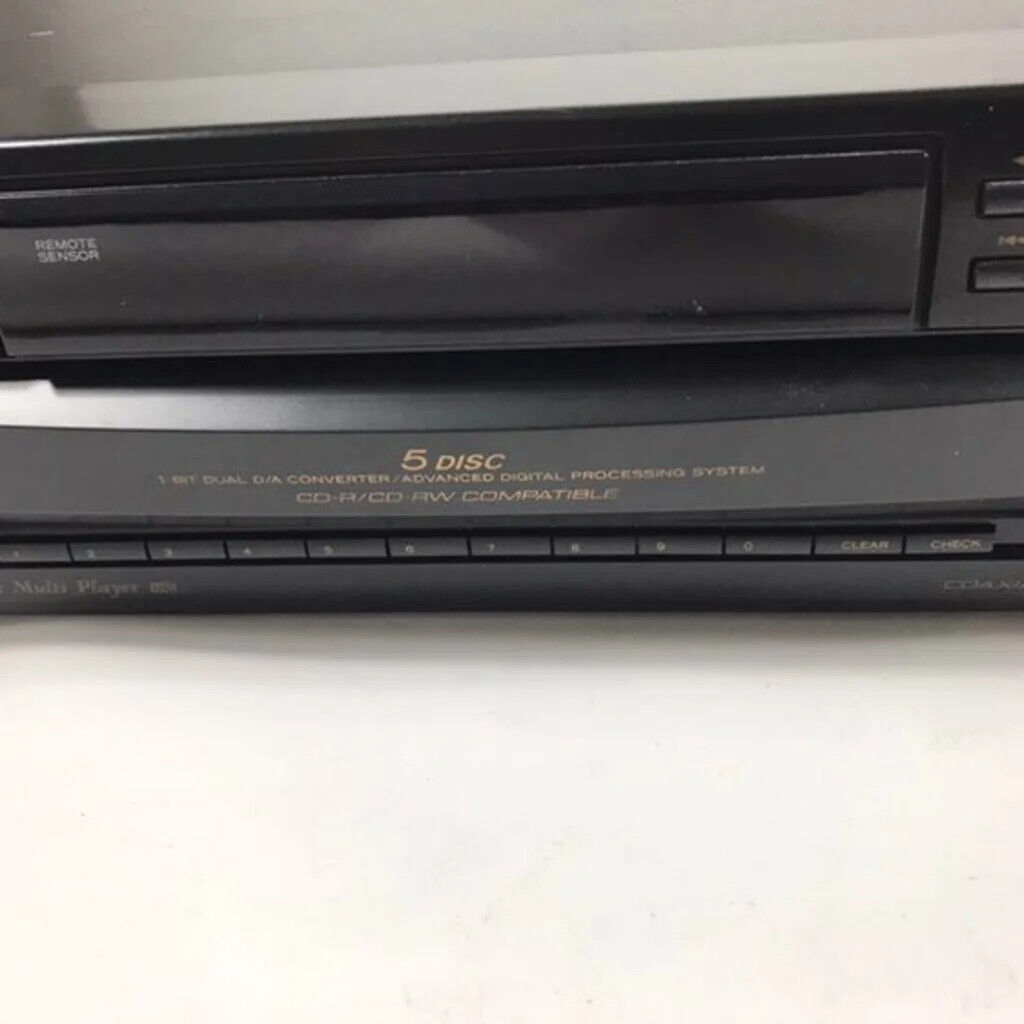 REMOTE
SENSOR
5 DISC
1 BIT DUAL D/A CONVERTER/ADVANCED DIGITAL PROCESSING SYSTEM
CD-R/CD-RW COMPATIBLE
1 2 3 4 5 6 7 8 9 0 CLEAR CHECK
Multi Player